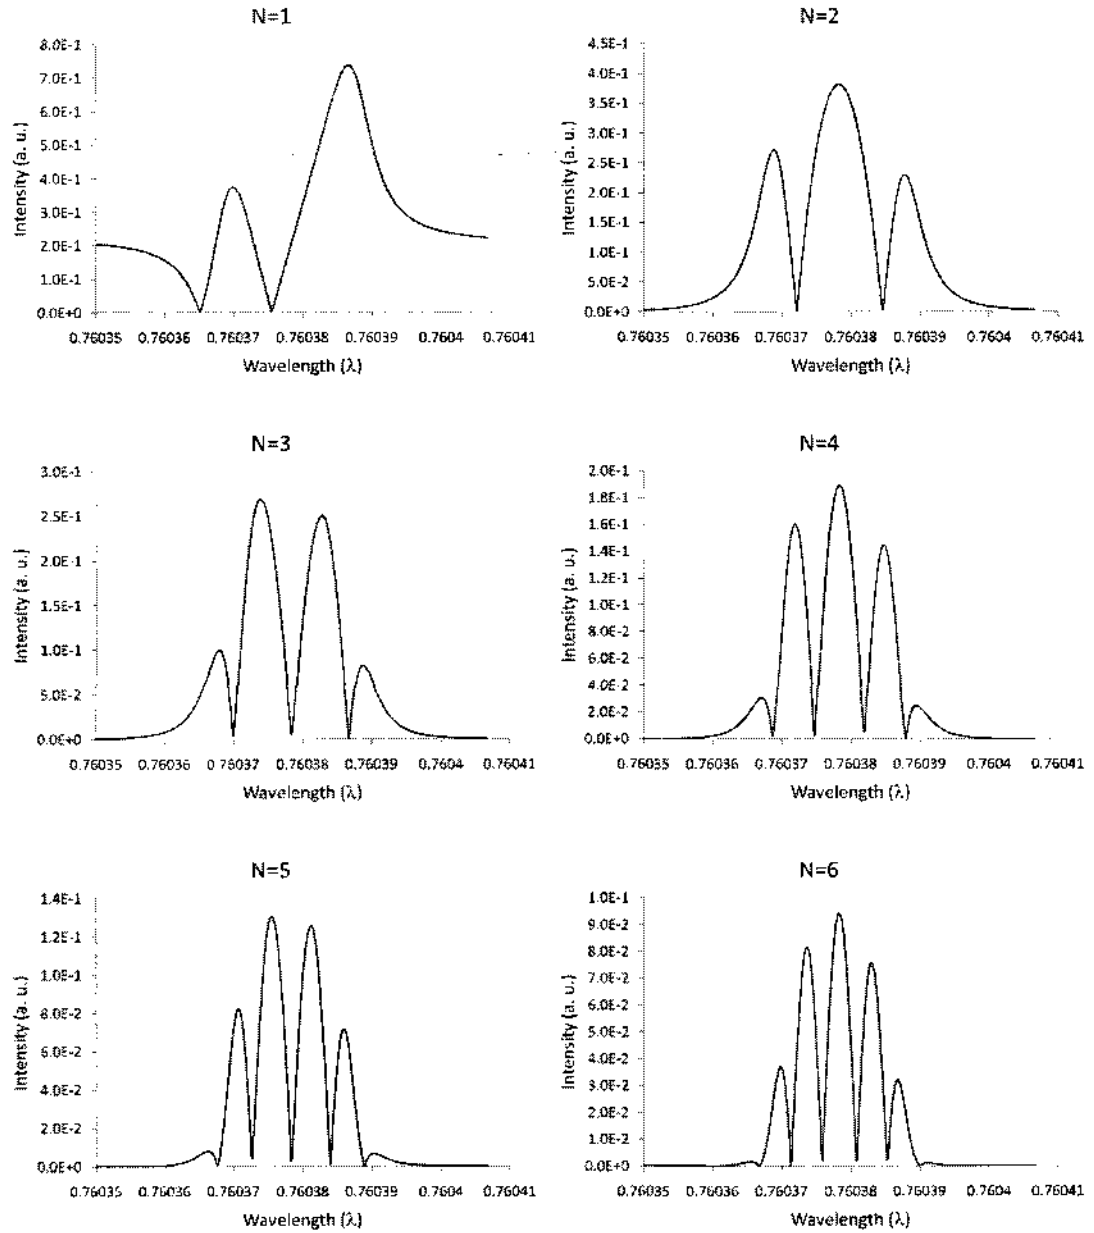 N=1
8.0E-1
7.0E-1
6.0E-1
5.0E-1
4.0E-1
3.0E-1
2.0E-1
1.0E-1
0.0E+0
Intensity (a. u.)
0.76035 0.76036 0.76037 0.76038 0.76039 0.7604 0.76041
Wavelength (λ)
N=2
4.5E-1
4.0E-1
3.5E-1
3.0E-1
2.5E-1
2.0E-1
1.5E-1
1.0E-1
5.0E-2
0.0E+0
Intensity (a. u.)
0.76035 0.76036 0.76037 0.76038 0.76039 0.7604 0.76041
Wavelength (λ)
N=3
3.0E-1
2.5E-1
2.0E-1
1.5E-1
1.0E-1
5.0E-2
0.0E+0
Intensity (a. u.)
0.76035 0.76036 0.76037 0.76038 0.76039 0.7604 0.76041
Wavelength (λ)
N=4
2.0E-1
1.8E-1
1.6E-1
1.4E-1
1.2E-1
1.0E-1
8.0E-2
6.0E-2
4.0E-2
2.0E-2
0.0E+0
Intensity (a. u.)
0.76035 0.76036 0.76037 0.76038 0.76039 0.7604 0.76041
Wavelength (λ)
N=5
1.4E-1
1.2E-1
1.0E-1
8.0E-2
6.0E-2
4.0E-2
2.0E-2
0.0E+0
Intensity (a. u.)
0.76035 0.76036 0.76037 0.76038 0.76039 0.7604 0.76041
Wavelength (λ)
N=6
1.0E-1
9.0E-2
8.0E-2
7.0E-2
6.0E-2
5.0E-2
4.0E-2
3.0E-2
2.0E-2
1.0E-2
0.0E+0
Intensity (a. u.)
0.76035 0.76036 0.76037 0.76038 0.76039 0.7604 0.76041
Wavelength (λ)